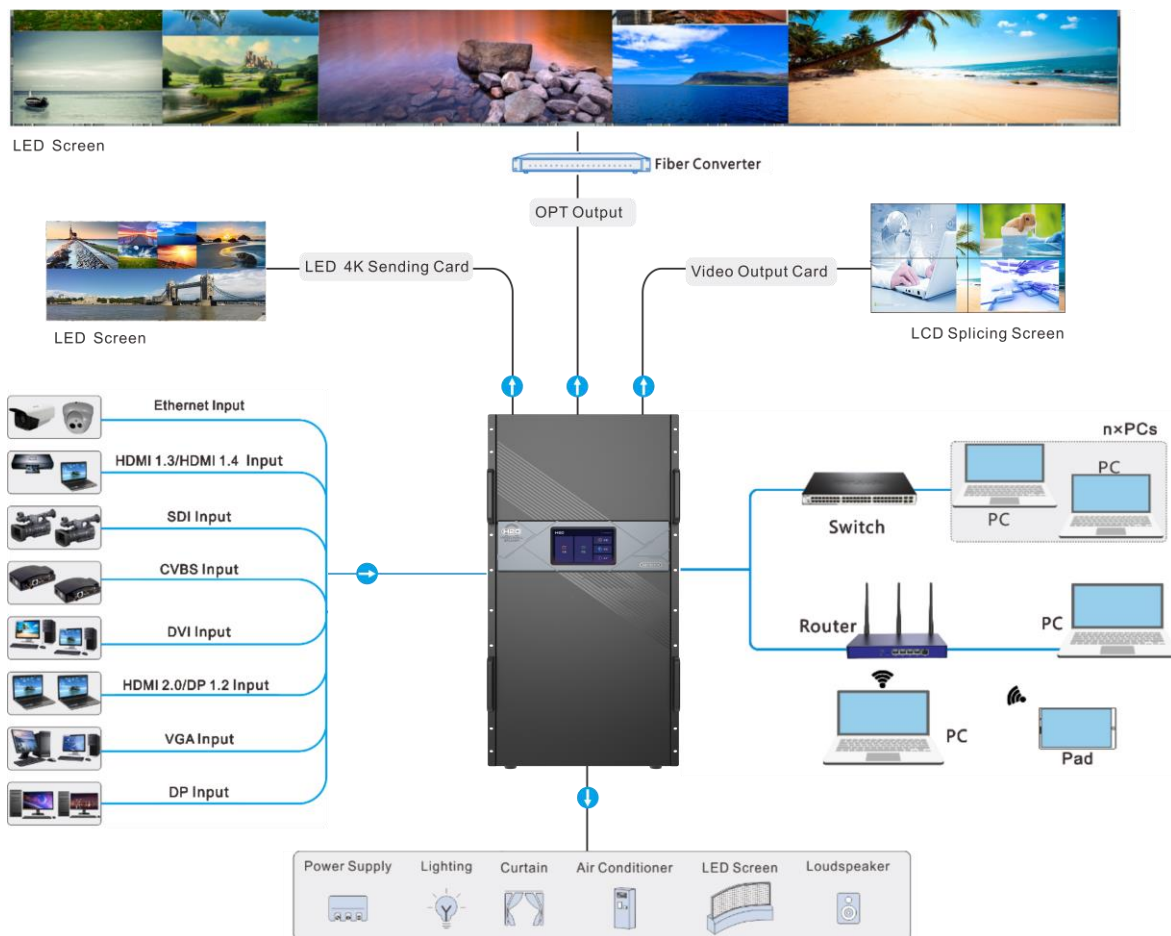 LED Screen
Fiber Converter
OPT Output
LED 4K Sending Card
Video Output Card
LED Screen
LCD Splicing Screen
Ethernet Input
HDMI 1.3/HDMI 1.4 Input
SDI Input
CVBS Input
DVI Input
HDMI 2.0/DP 1.2 Input
VGA Input
DP Input
n×PCs
PC
PC
Switch
Router
PC
PC
Pad
Power Supply
Lighting
Curtain
Air Conditioner
LED Screen
Loudspeaker